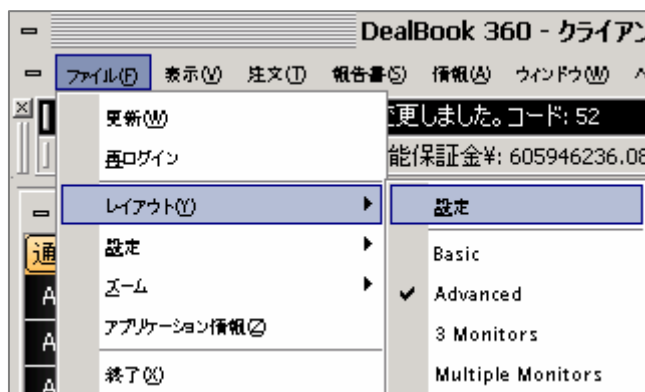 DealBook 360 - クライアン
ファイル(F) 表示(V) 注文(T) 報告書(S) 情報(A) ウィンドウ(W) ヘ
更新(W)
変更しました。コード: 52
再ログイン
能保証金¥: 605946236.08
レイアウト(Y)
設定
通
設定
Basic
ズーム
Advanced
A
アプリケーション情報(Z)
3 Monitors
A
終了(X)
Multiple Monitors
A